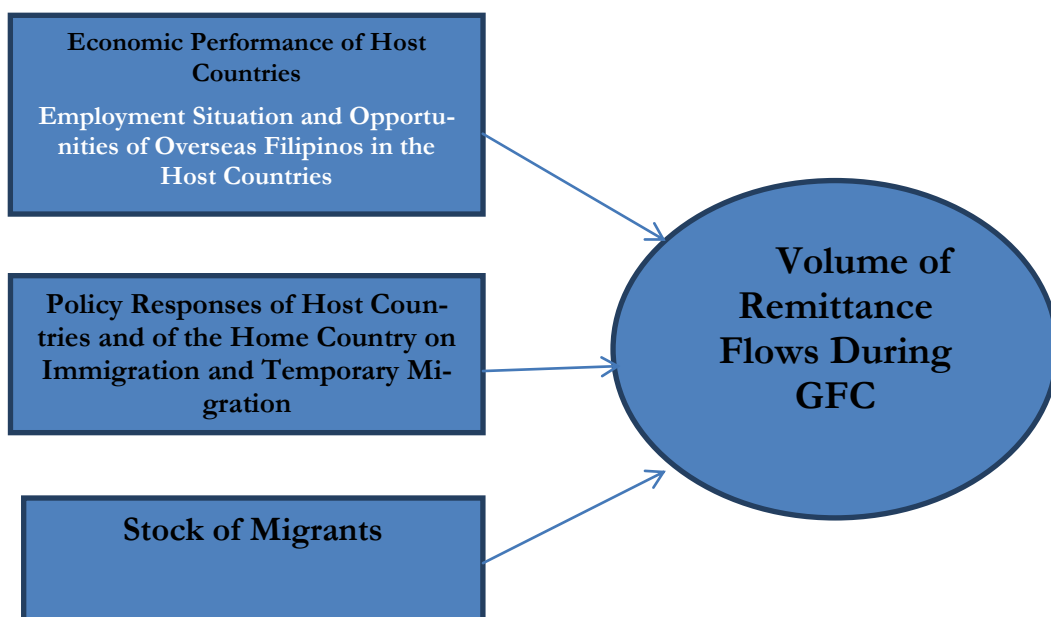 Economic Performance of Host
Countries
Employment Situation and Opportu-
nities of Overseas Filipinos in the
Host Countries
Policy Responses of Host Coun-
tries and of the Home Country on
Immigration and Temporary Mi-
gration
Stock of Migrants
Volume of
Remittance
Flows During
GFC